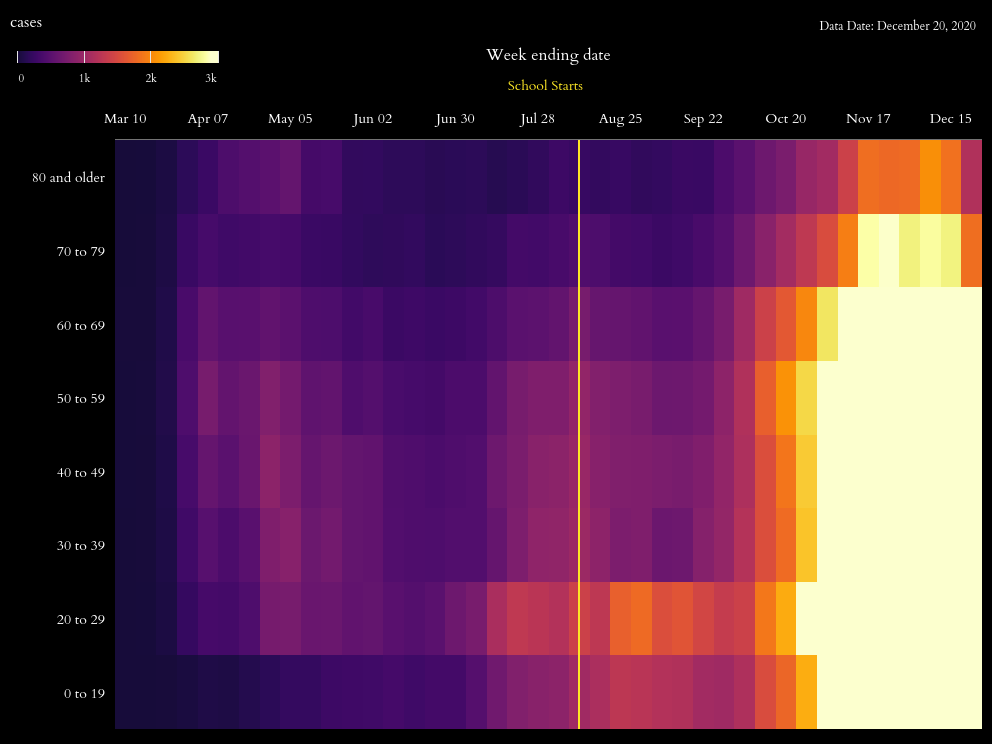 cases
Data Date: December 20, 2020
0 1k 2k 3k
Week ending date
School Starts
Mar 10 Apr 07 May 05 Jun 02 Jun 30 Jul 28 Aug 25 Sep 22 Oct 20 Nov 17 Dec 15
80 and older
70 to 79
60 to 69
50 to 59
40 to 49
30 to 39
20 to 29
0 to 19